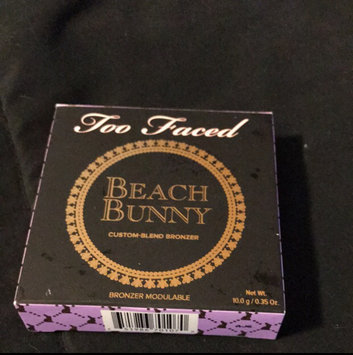 Too Faced
BEACH
BUNNY
CUSTOM-BLEND BRONZER
BRONZER MODULABLE
Net Wt.
10.0 g / 0.35 Oz.